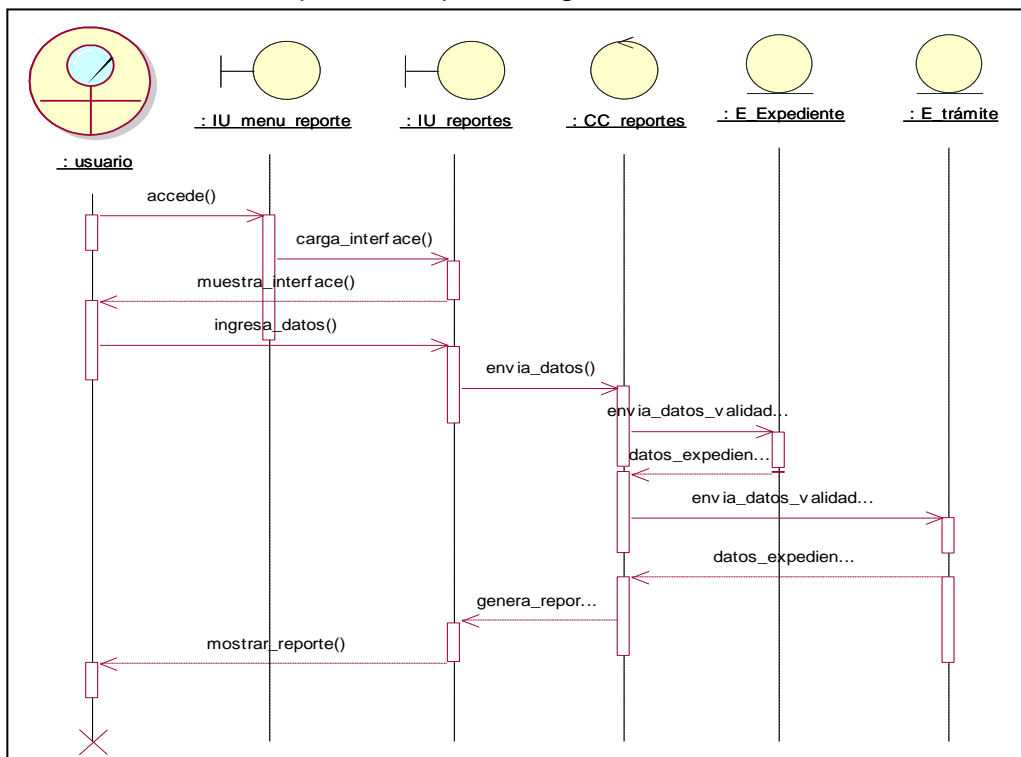 : IU_menu_reporte
: IU_reportes
: CC_reportes
: E_Expediente
: E_trámite
: usuario
accede()
carga_interface()
muestra_interface()
ingresa_datos()
envia_datos()
envia_datos_validad...
datos_expedien...
envia_datos_validad...
datos_expedien...
genera_repor...
mostrar_reporte()